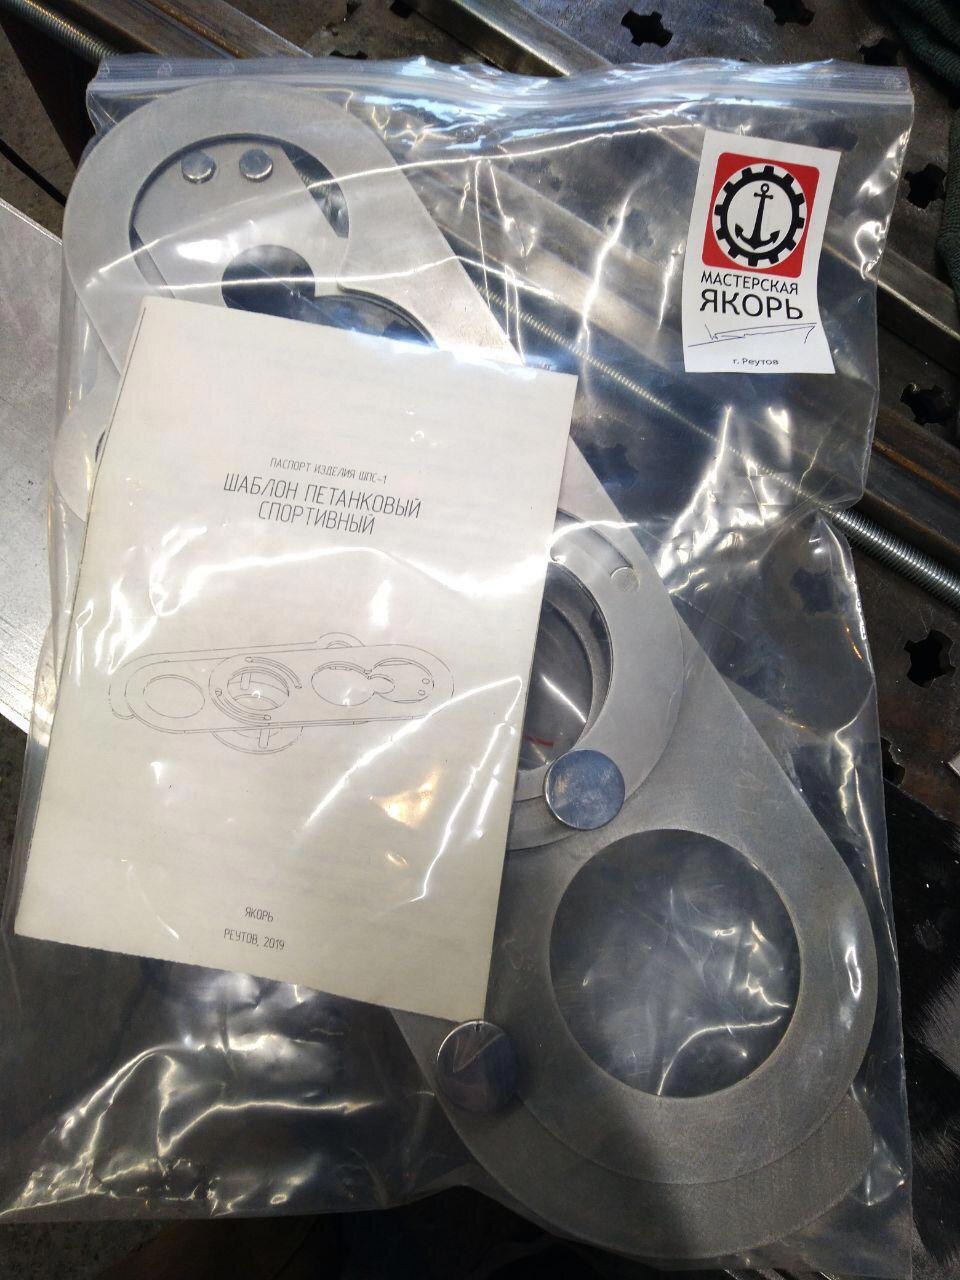 МАСТЕРСКАЯ
ЯКОРЬ
г. Реутов
ПАСПОРТ ИЗДЕЛИЯ ШПС-1
ШАБЛОН ПЕТАНКОВЫЙ
СПОРТИВНЫЙ
ЯКОРЬ
РЕУТОВ, 2019